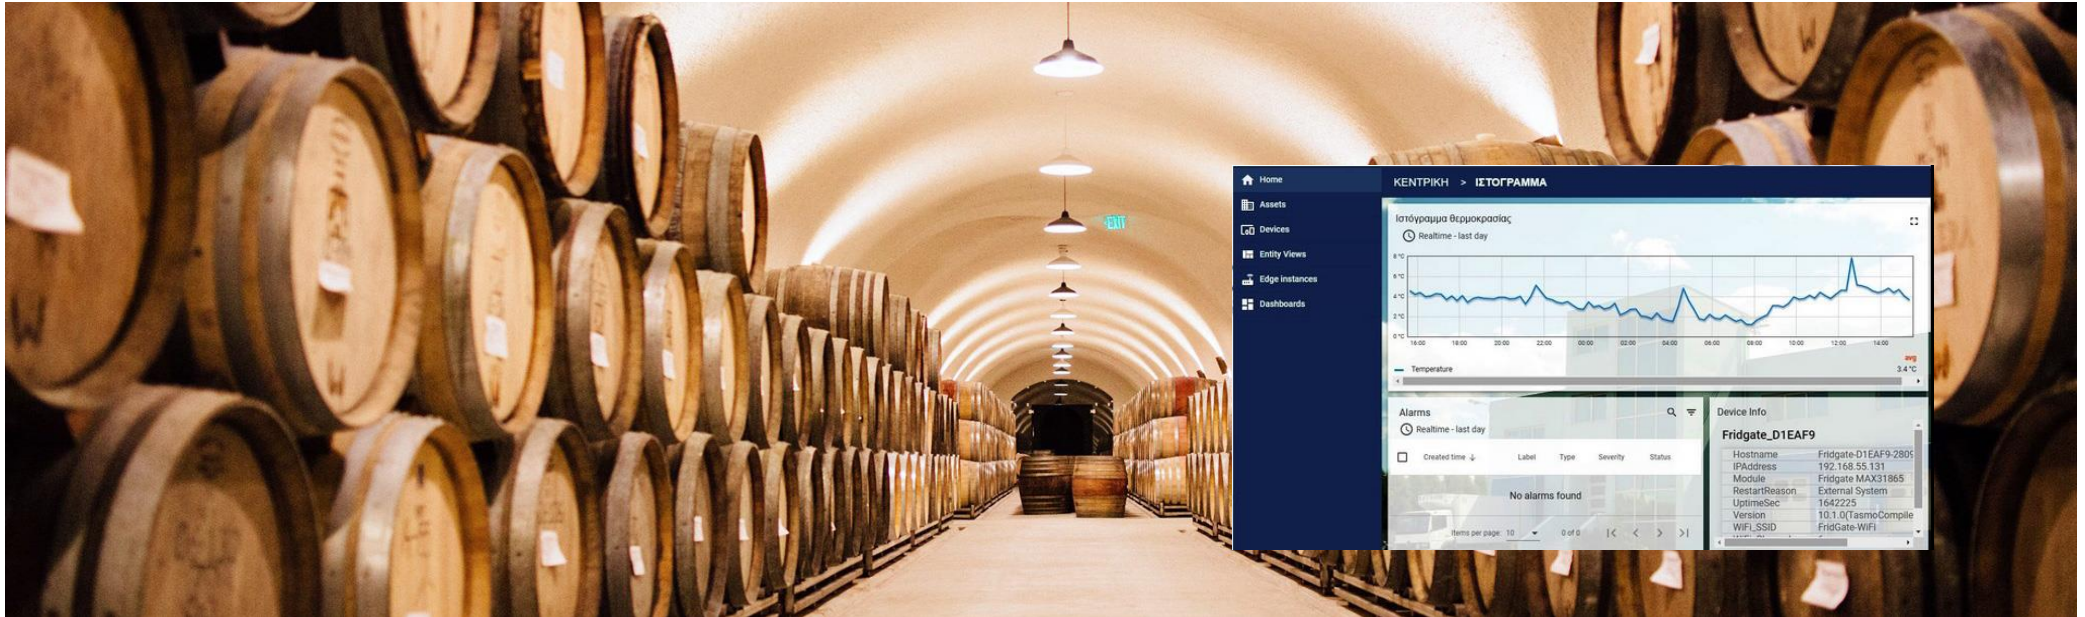 EXIT
Home
Assets
Devices
Entity Views
Edge instances
Dashboards
ΚΕΝΤΡΙΚΗ > ΙΣΤΟΓΡΑΜΜΑ
Ιστόγραμμα θερμοκρασίας
Realtime - last day
8 °C
6 °C
4 °C
2 °C
0 °C
16:00 18:00 20:00 22:00 00:00 02:00 04:00 06:00 08:00 10:00 12:00 14:00
avg
Temperature 3.4 °C
Alarms
Realtime - last day
Created time Label Type Severity Status
No alarms found
Items per page: 10 0 of 0
Device Info
Fridgate_D1EAF9
Hostname Fridgate-D1EAF9-2809
IPAddress 192.168.55.131
Module Fridgate MAX31865
RestartReason External System
UptimeSec 1642225
Version 10.1.0(TasmoCompile
WiFi_SSID FridGate-WiFi